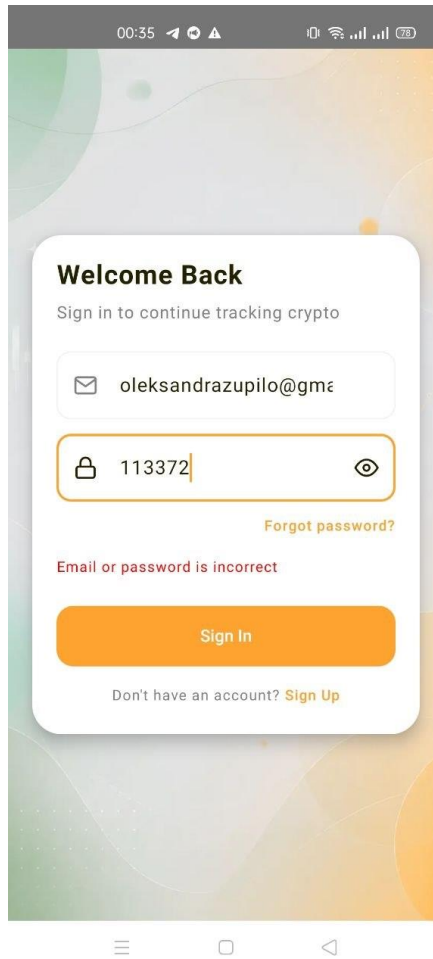 00:35
78
Welcome Back
Sign in to continue tracking crypto
oleksandrazupilo@gma
113372
Forgot password?
Email or password is incorrect
Sign In
Don't have an account? Sign Up